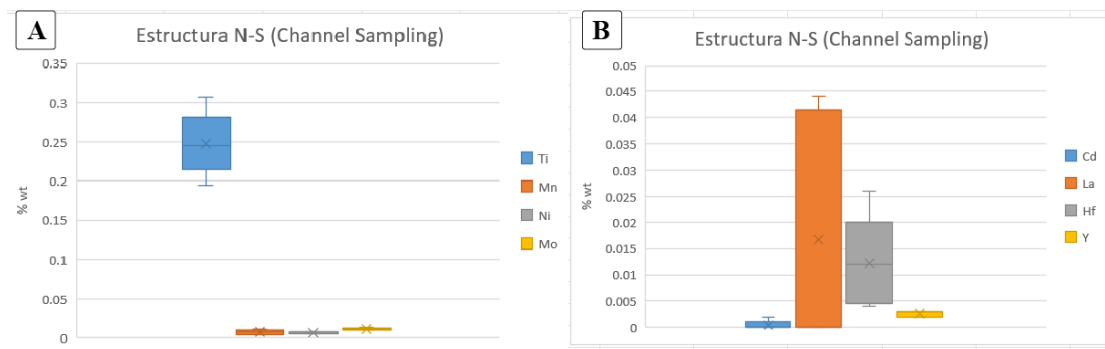 A
Estructura N-S (Channel Sampling)
0.35
0.3
0.25
0.2
0.15
0.1
0.05
0
% wt
Ti
Mn
Ni
Mo
B
Estructura N-S (Channel Sampling)
0.05
0.045
0.04
0.035
0.03
0.025
0.02
0.015
0.01
0.005
0
% wt
Cd
La
Hf
Y